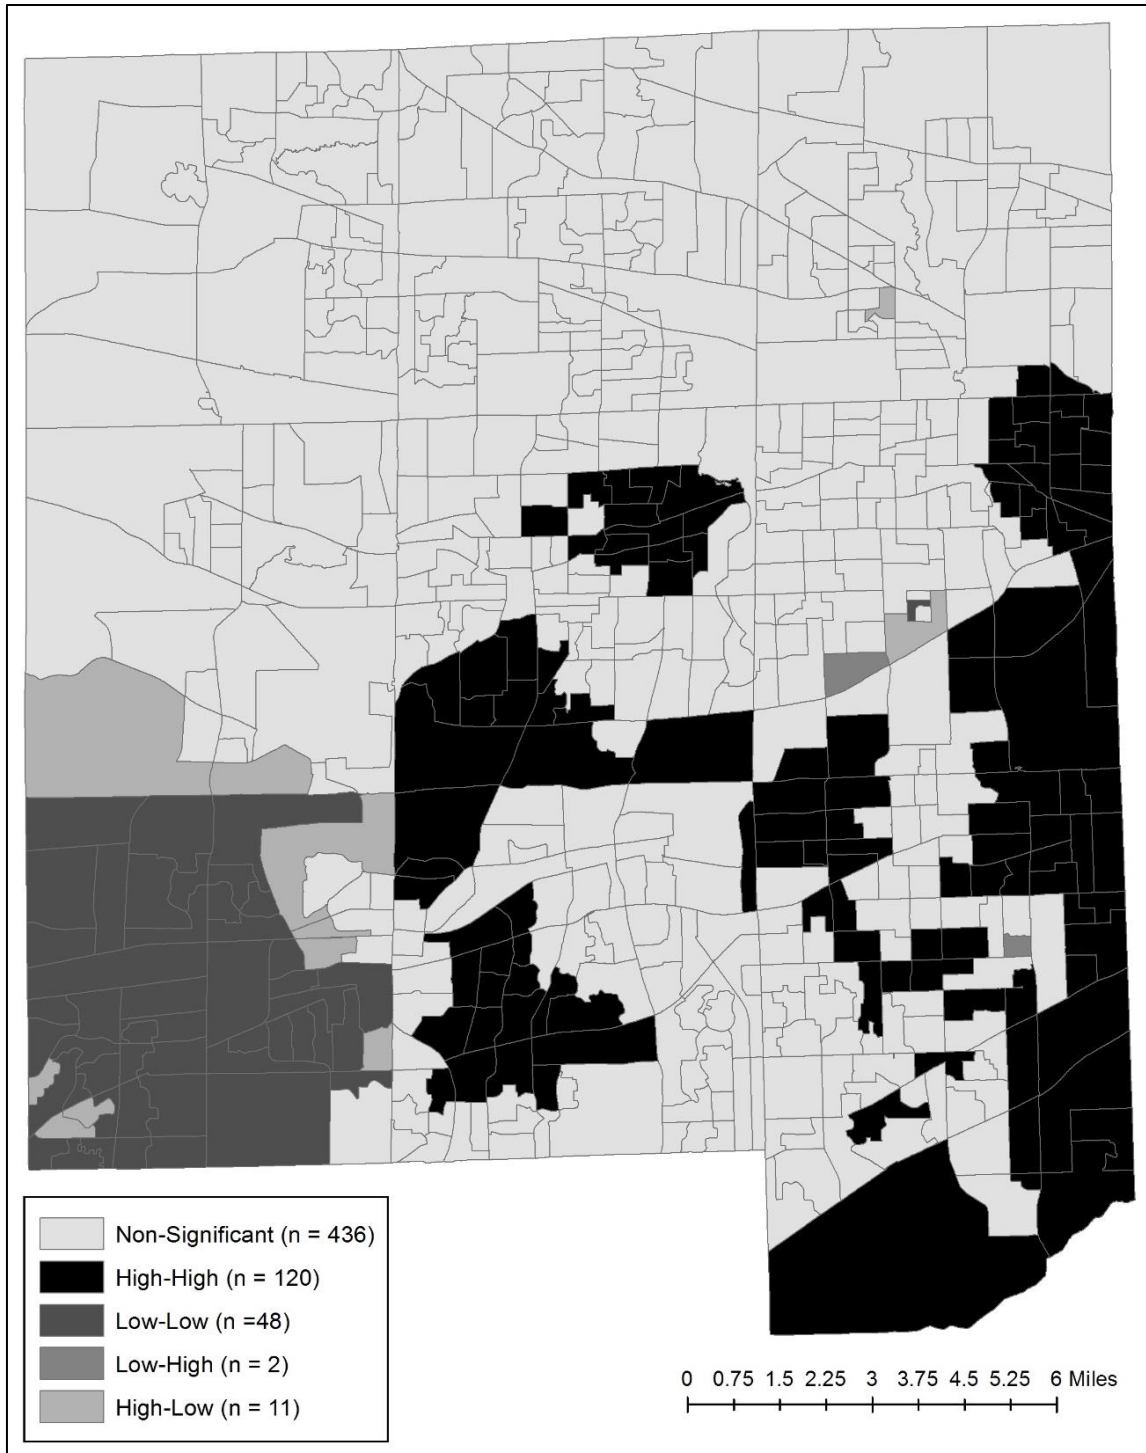 Non-Significant (n = 436)
High-High (n = 120)
Low-Low (n =48)
Low-High (n = 2)
High-Low (n = 11)
0 0.75 1.5 2.25 3 3.75 4.5 5.25 6 Miles